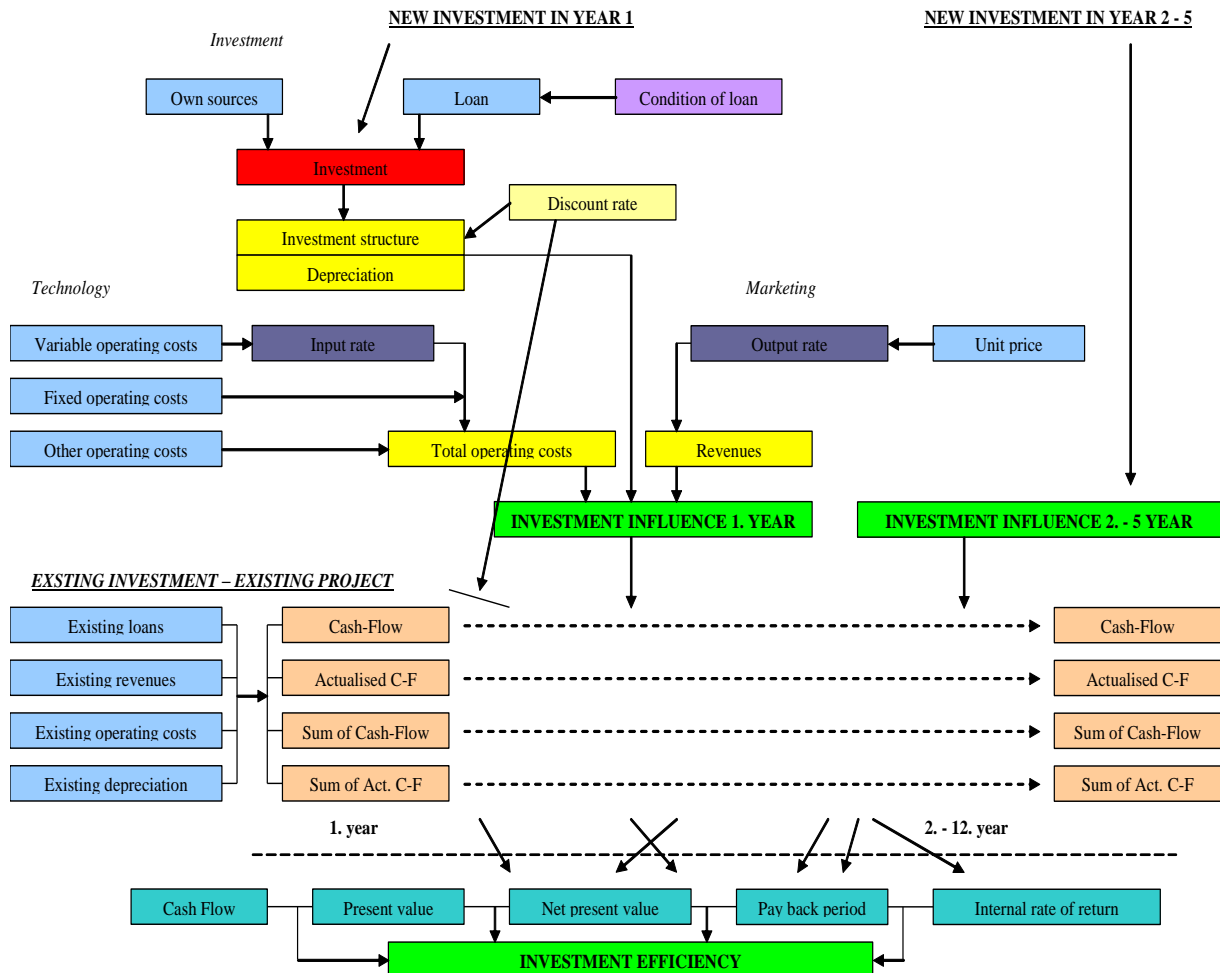 NEW INVESTMENT IN YEAR 1
NEW INVESTMENT IN YEAR 2 - 5
Investment
Own sources
Loan
Condition of loan
Investment
Discount rate
Investment structure
Depreciation
Technology
Marketing
Variable operating costs
Input rate
Output rate
Unit price
Fixed operating costs
Other operating costs
Total operating costs
Revenues
INVESTMENT INFLUENCE 1. YEAR
INVESTMENT INFLUENCE 2. - 5 YEAR
EXSTING INVESTMENT – EXISTING PROJECT
Existing loans
Cash-Flow
Cash-Flow
Existing revenues
Actualised C-F
Actualised C-F
Existing operating costs
Sum of Cash-Flow
Sum of Cash-Flow
Existing depreciation
Sum of Act. C-F
Sum of Act. C-F
1. year
2. - 12. year
Cash Flow
Present value
Net present value
Pay back period
Internal rate of return
INVESTMENT EFFICIENCY